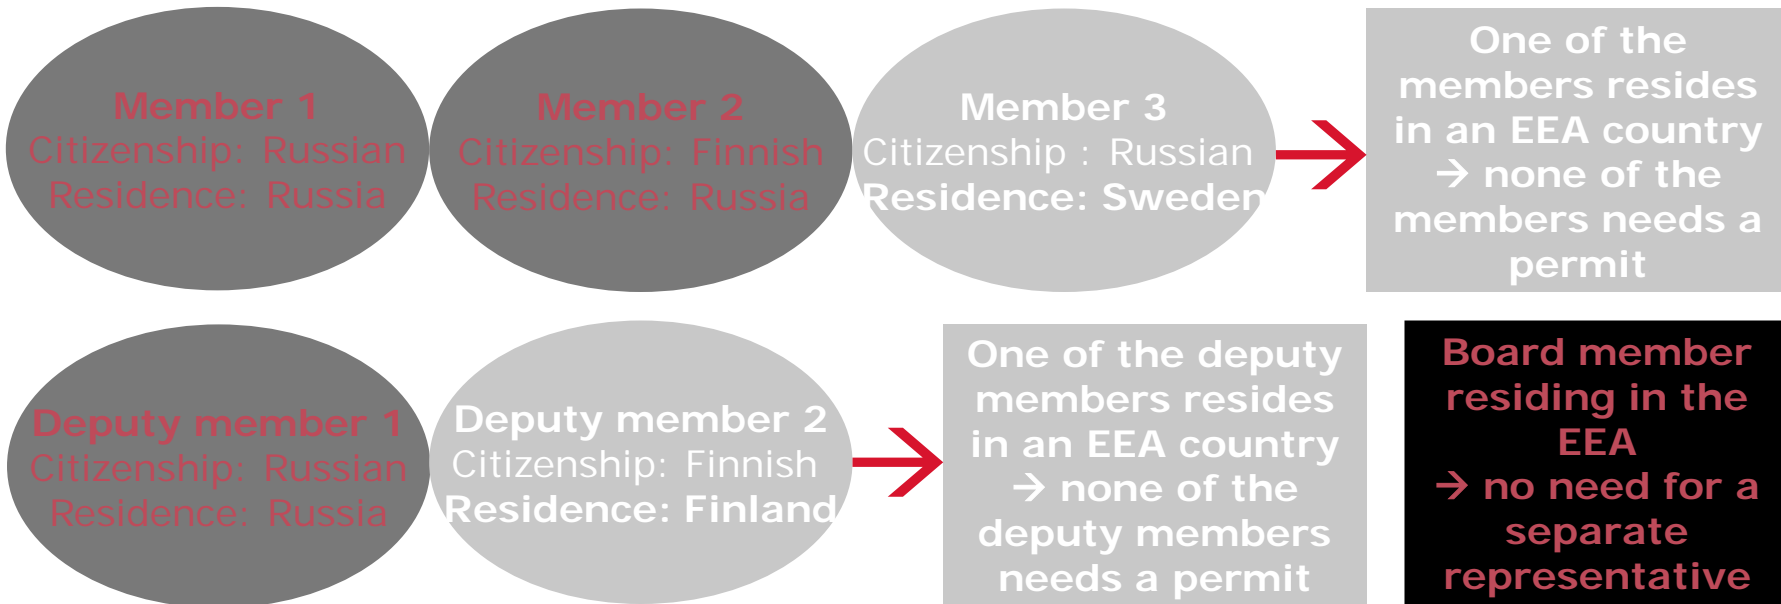 Member 1
Citizenship: Russian
Residence: Russia
Member 2
Citizenship: Finnish
Residence: Russia
Member 3
Citizenship : Russian
Residence: Sweden
One of the
members resides
in an EEA country
→ none of the
members needs a
permit
Deputy member 1
Citizenship: Russian
Residence: Russia
Deputy member 2
Citizenship: Finnish
Residence: Finland
One of the deputy
members resides
in an EEA country
→ none of the
deputy members
needs a permit
Board member
residing in the
EEA
→ no need for a
separate
representative